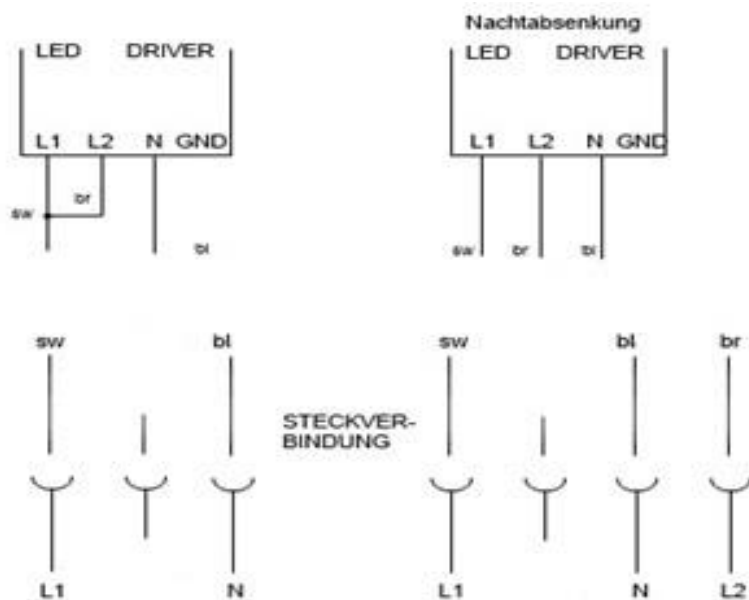 Nachtabsenkung
LED DRIVER
LED DRIVER
L1 L2 N GND
L1 L2 N GND
br
sw
bl
sw
br
bl
sw
bl
sw
bl
br
STECKVER-
BINDUNG
L1
N
L1
N
L2